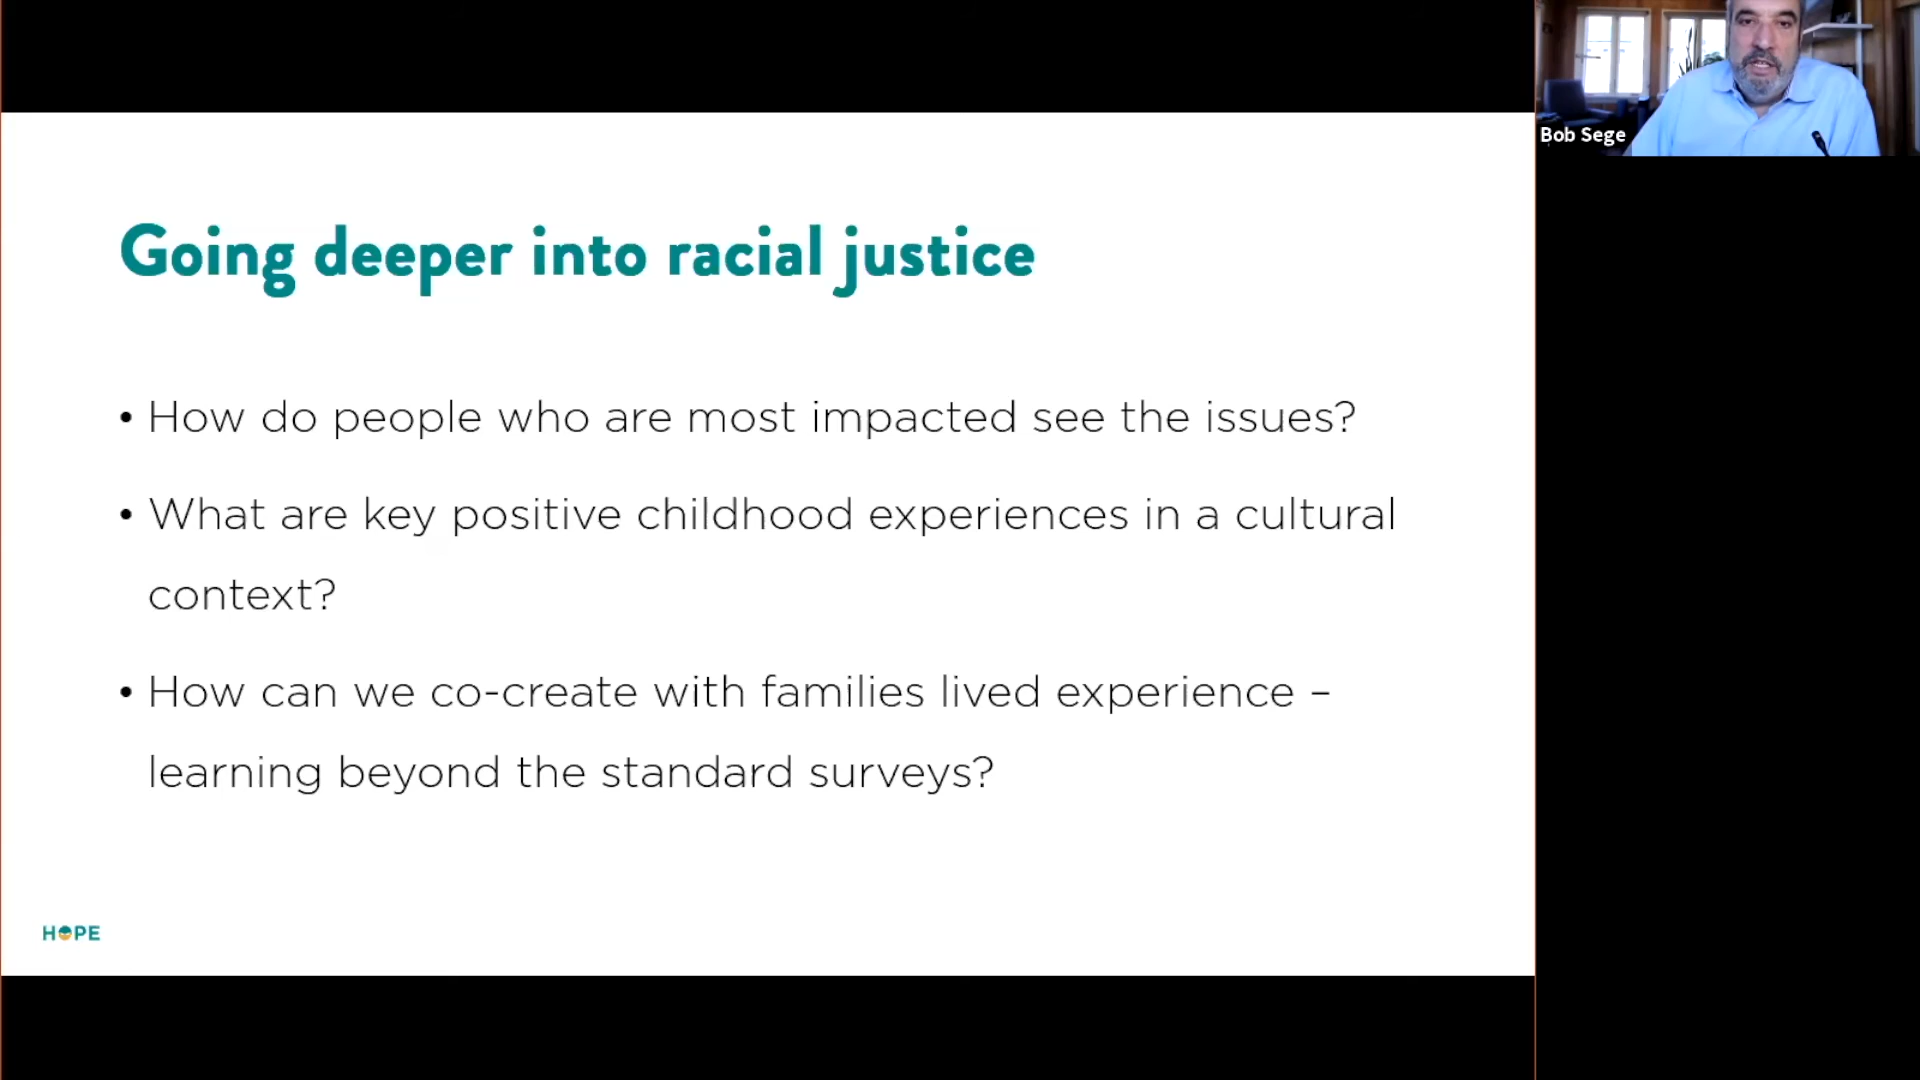 Bob Sege
Going deeper into racial justice
• How do people who are most impacted see the issues?
• What are key positive childhood experiences in a cultural
context?
• How can we co-create with families lived experience –
learning beyond the standard surveys?
HOPE